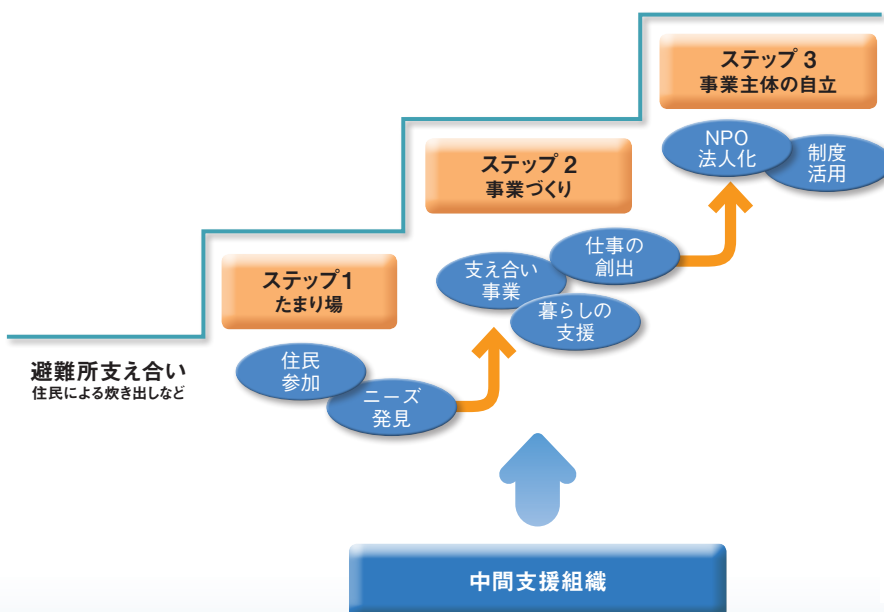 ステップ 3
事業主体の自立
NPO
法人化
制度
活用
ステップ 2
事業づくり
仕事の
創出
支え合い
事業
暮らしの
支援
ステップ1
たまり場
住民
参加
ニーズ
発見
避難所支え合い
住民による炊き出しなど
中間支援組織